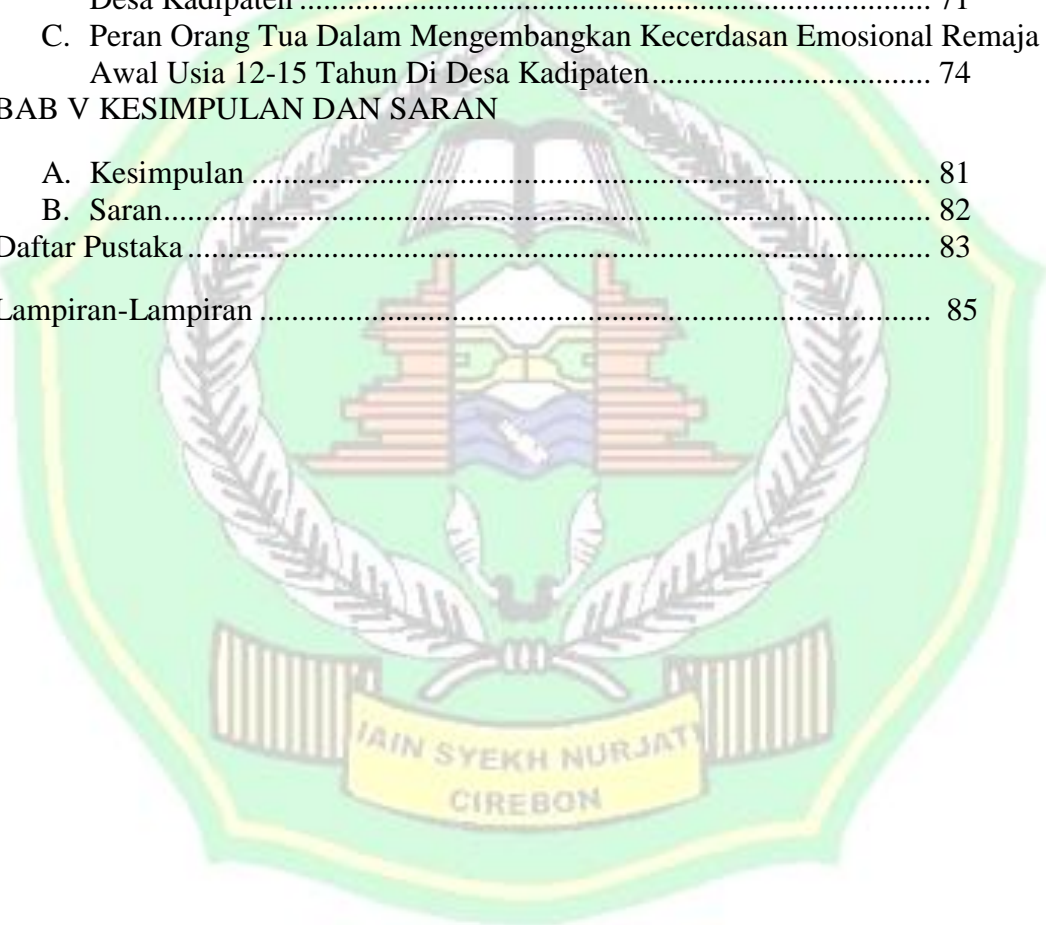 Desa Kadipaten ........................................................................................ 71
C. Peran Orang Tua Dalam Mengembangkan Kecerdasan Emosional Remaja
Awal Usia 12-15 Tahun Di Desa Kadipaten................................... 74
BAB V KESIMPULAN DAN SARAN
A. Kesimpulan ..................................................................................... 81
B. Saran................................................................................................ 82
Daftar Pustaka ............................................................................................. 83
Lampiran-Lampiran .................................................................................... 85
IAIN SYEKH NURJATI
CIREBON